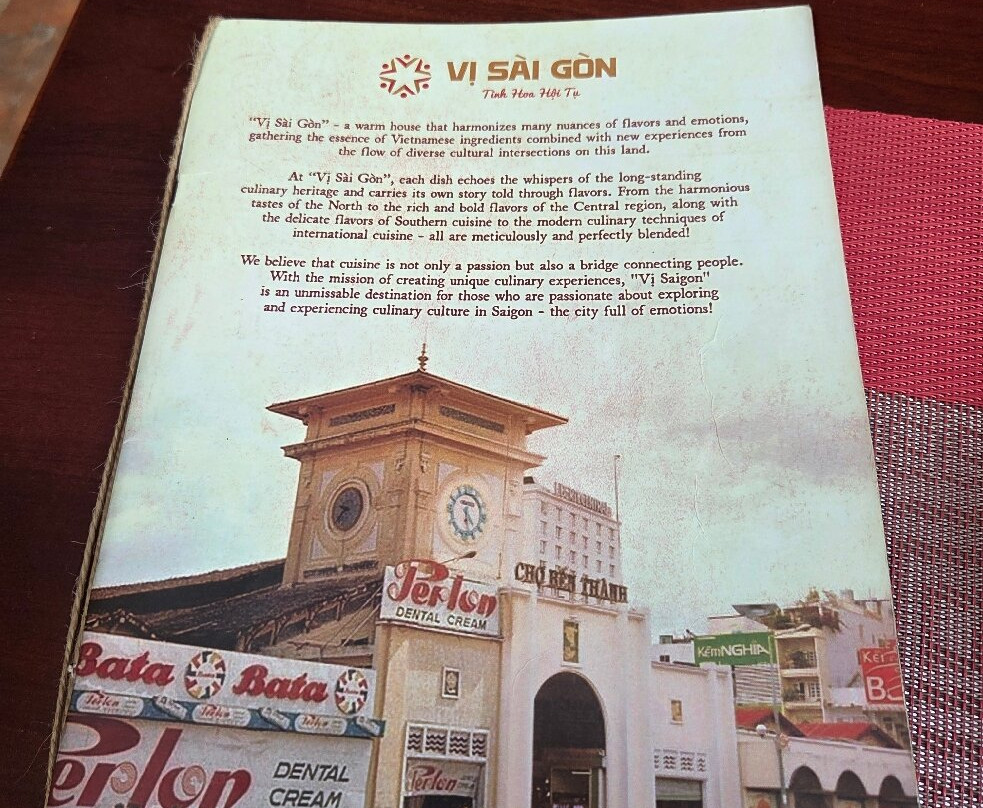 VỊ SÀI GÒN
Tinh Hoa Hội Tụ
"Vị Sài Gòn" - a warm house that harmonizes many nuances of flavors and emotions,
gathering the essence of Vietnamese ingredients combined with new experiences from
the flow of diverse cultural intersections on this land.
At "Vị Sài Gòn", each dish echoes the whispers of the long-standing
culinary heritage and carries its own story told through flavors. From the harmonious
tastes of the North to the rich and bold flavors of the Central region, along with
the delicate flavors of Southern cuisine to the modern culinary techniques of
international cuisine - all are meticulously and perfectly blended!
We believe that cuisine is not only a passion but also a bridge connecting people.
With the mission of creating unique culinary experiences, "Vị Saigon"
is an unmissable destination for those who are passionate about exploring
and experiencing culinary culture in Saigon - the city full of emotions!
CHỢ BẾN THÀNH
Perlon
DENTAL CREAM
KềmNGHĨA
Bata Bata
Perlon Perlon Perlon
Perlon
DENTAL
CREAM